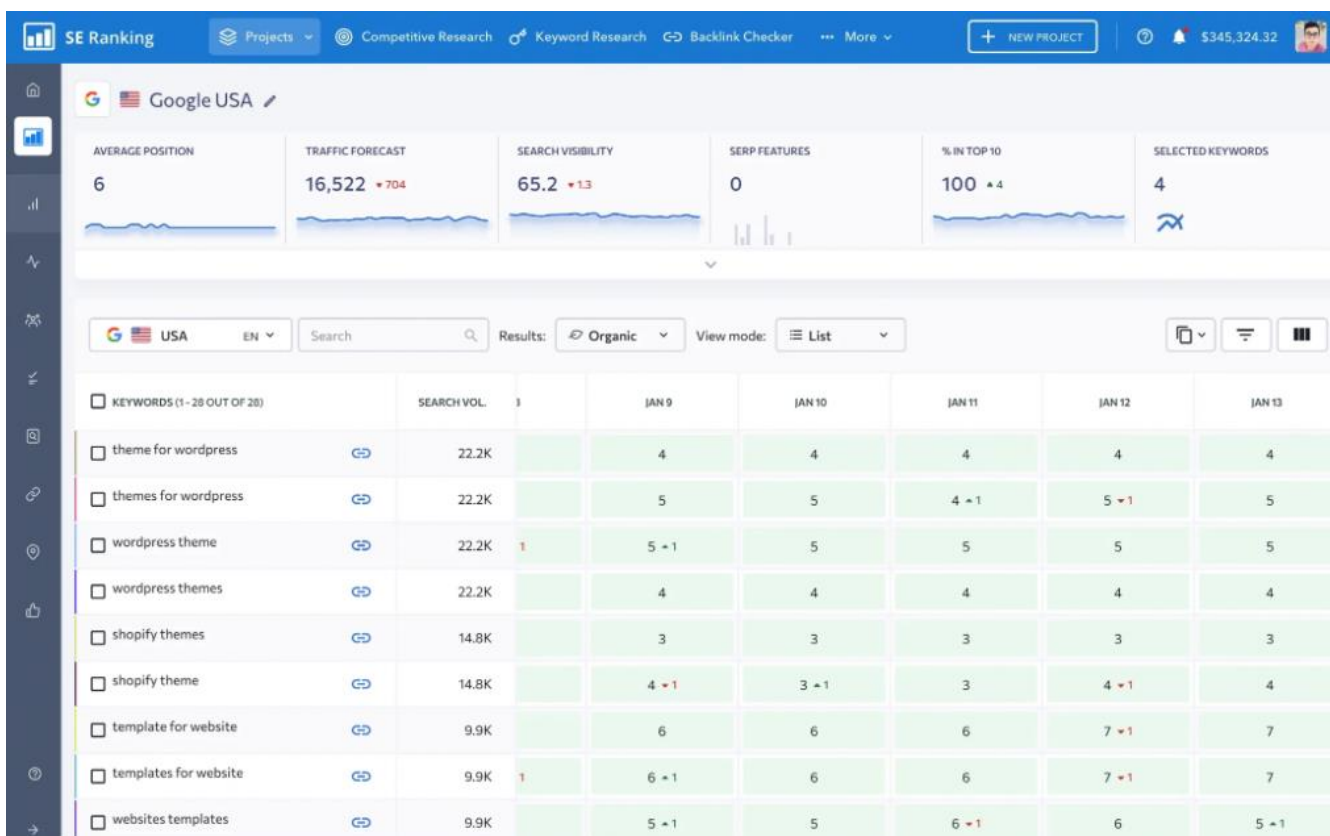 SE Ranking Projects Competitive Research Keyword Research Backlink Checker ••• More + NEW PROJECT $345,324.32
Google USA
AVERAGE POSITION TRAFFIC FORECAST SEARCH VISIBILITY SERP FEATURES % IN TOP 10 SELECTED KEYWORDS
6 16,522 704 65.2 1.3 0 100 4 4
G USA EN Search Results: Organic View mode: List
KEYWORDS (1 - 28 OUT OF 28) SEARCH VOL. JAN 9 JAN 10 JAN 11 JAN 12 JAN 13
theme for wordpress 22.2K 4 4 4 4 4
themes for wordpress 22.2K 5 5 4 1 5 1 5
wordpress theme 22.2K 1 5 1 5 5 5 5
wordpress themes 22.2K 4 4 4 4 4
shopify themes 14.8K 3 3 3 3 3
shopify theme 14.8K 4 1 3 1 3 4 1 4
template for website 9.9K 6 6 6 7 1 7
templates for website 9.9K 1 6 1 6 6 7 1 7
websites templates 9.9K 5 1 5 6 1 6 5 1